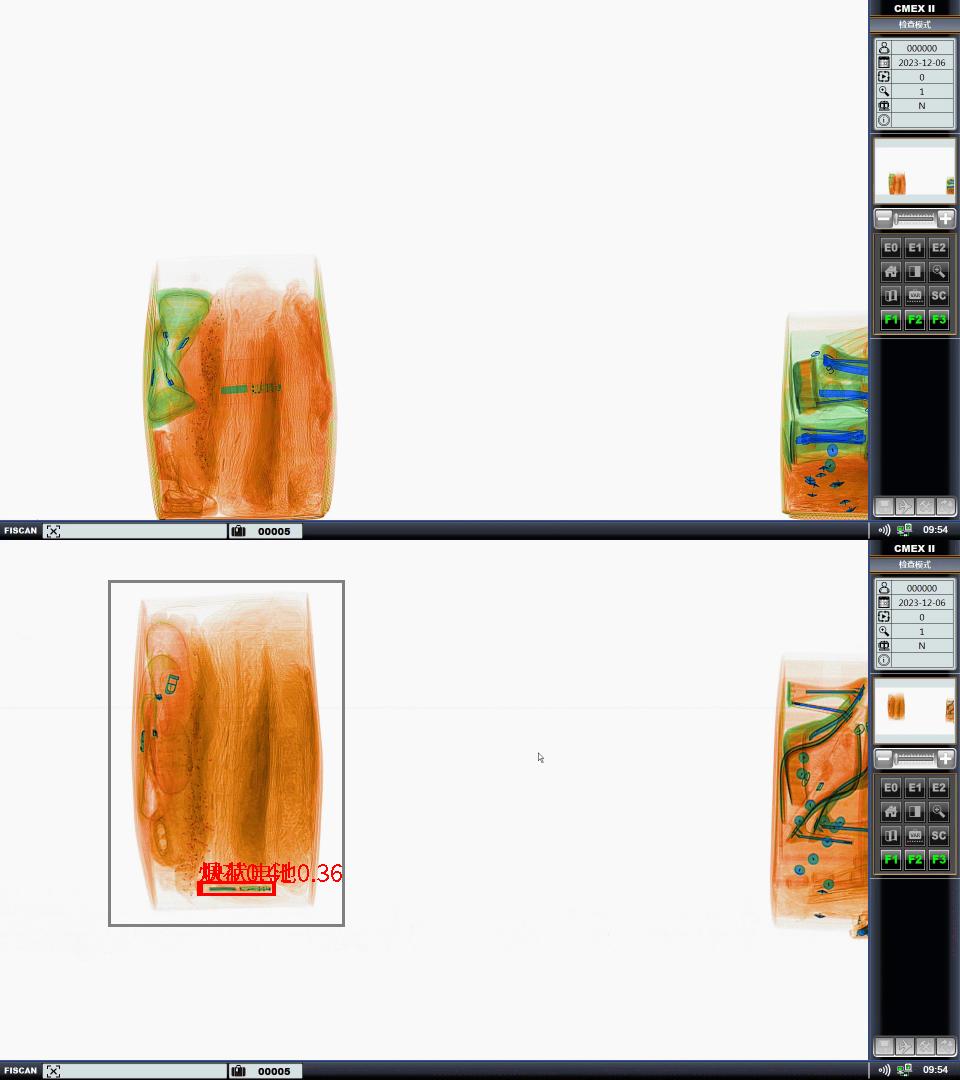 CMEX II
检查模式
000000
2023-12-06
0
1
N
E0 E1 E2
VAR SC
F1 F2 F3
FISCAN 00005 09:54
CMEX II
检查模式
000000
2023-12-06
0
1
N
E0 E1 E2
VAR SC
F1 F2 F3
0.36
FISCAN 00005 09:54